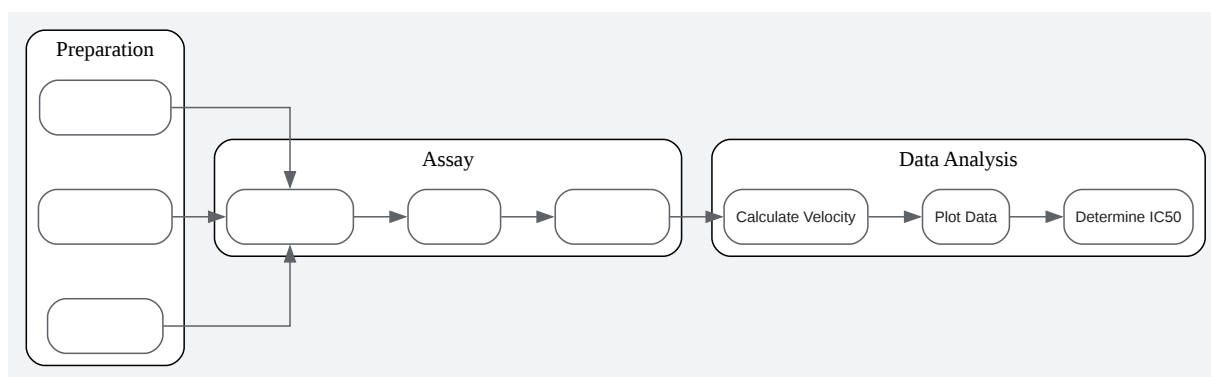 Preparation
Assay
Data Analysis
Calculate Velocity
Plot Data
Determine IC50